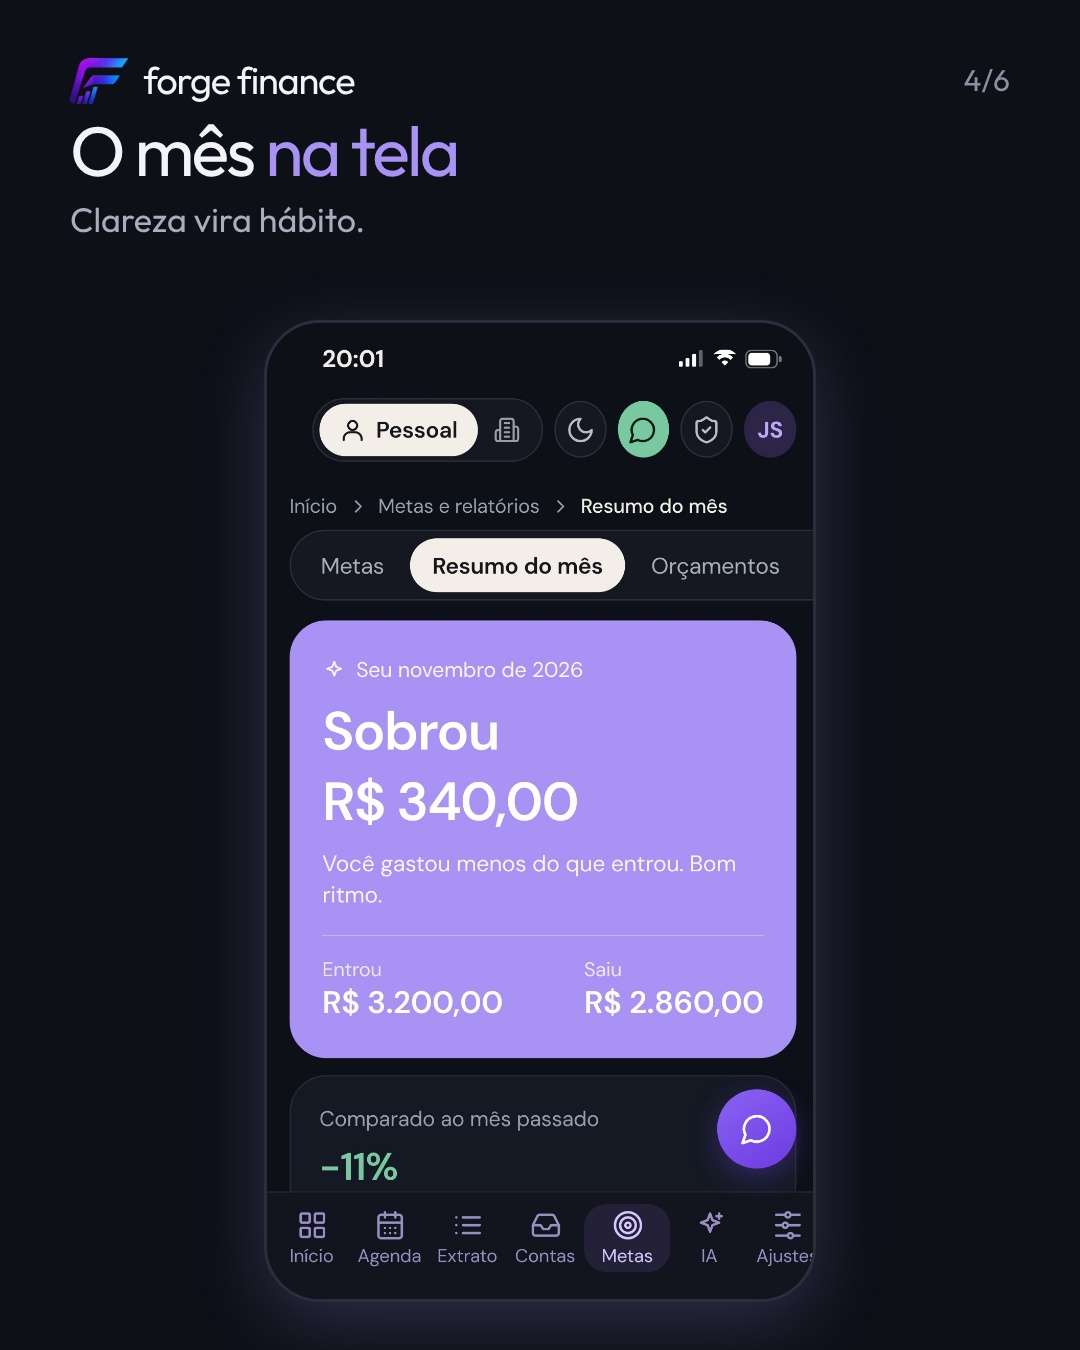 forge finance
4/6
O mês na tela
Clareza vira hábito.
20:01
Pessoal
JS
Início > Metas e relatórios > Resumo do mês
Metas Resumo do mês Orçamentos
Seu novembro de 2026
Sobrou
R$ 340,00
Você gastou menos do que entrou. Bom
ritmo.
Entrou Saiu
R$ 3.200,00 R$ 2.860,00
Comparado ao mês passado
-11%
Início Agenda Extrato Contas Metas IA Ajustes